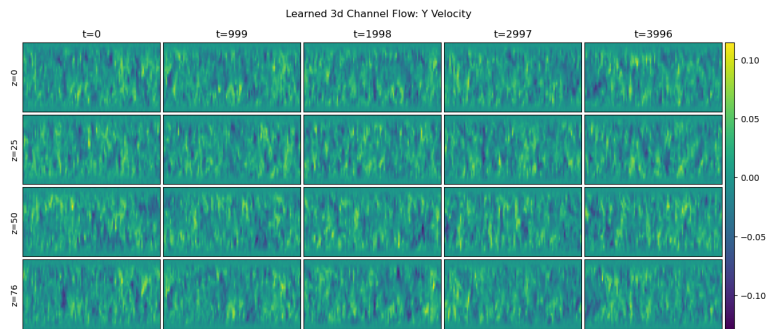 Learned 3d Channel Flow: Y Velocity
t=0 t=999 t=1998 t=2997 t=3996
z=0
z=25
z=50
z=76
0.10
0.05
0.00
−0.05
−0.10